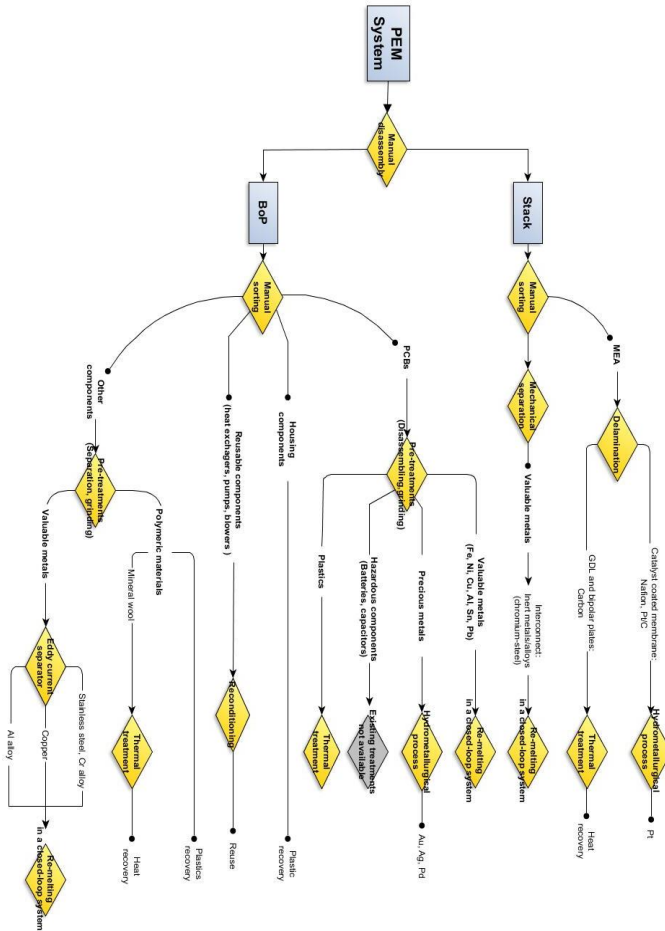 PEM
System
Manual
disassembly
Stack
Manual
sorting
MEA
Delamination
Catalyst coated membrane:
Nafion, Pt/C
Hydrometallurgical
process
Pt
GDL and bipolar plates:
Carbon
Thermal
treatment
Heat
recovery
Mechanical
separation
Valuable metals
Interconnect:
Inert metals/alloys
(chromium-steel)
Re-melting
in a closed-loop system
BoP
Manual
sorting
PCBs
Pre-treatments
(Disassembling,grinding)
Valuable metals
(Fe, Ni, Cu, Al, Sn, Pb)
Re-melting
in a closed-loop system
Precious metals
Hydrometallurgical
process
Au, Ag, Pd
Hazardous components
(Batteries, capacitors)
Existing treatments
not available
Plastics
Thermal
treatment
Housing
components
Plastic
recovery
Reusable components
(heat exchagers, pumps, blowers )
Reconditioning
Reuse
Other
components
Pre-treatments
(Separation, grinding)
Polymeric materials
Plastics
recovery
Mineral wool
Thermal
treatment
Heat
recovery
Valuable metals
Eddy current
separator
Stainless steel, Cr alloy
Copper
Al alloy
Re-melting
in a closed-loop system